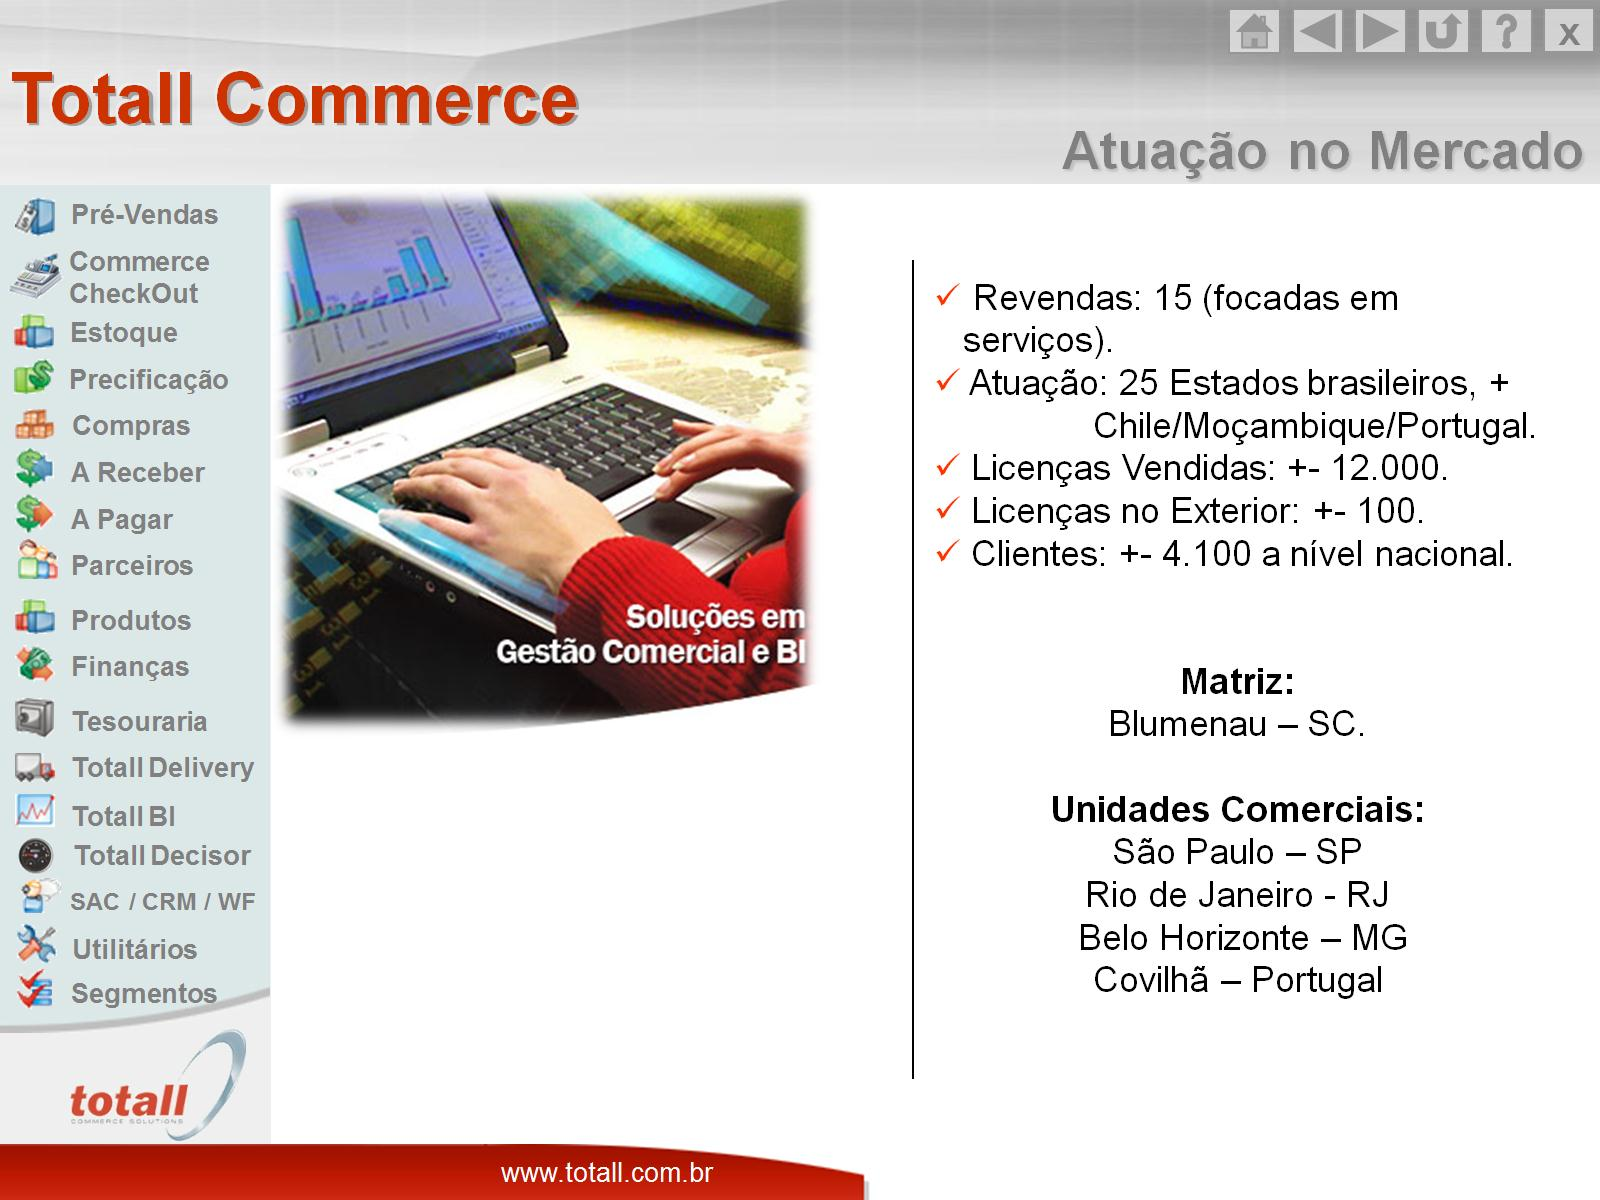 x
Totall Commerce
Atuação no Mercado
Pré-Vendas
Commerce
CheckOut
Estoque
Precificação
Compras
A Receber
A Pagar
Parceiros
Produtos
Finanças
Tesouraria
Totall Delivery
Totall BI
Totall Decisor
SAC / CRM / WF
Utilitários
Segmentos
totall
COMMERCE SOLUTIONS
Soluções em
Gestão Comercial e BI
✓ Revendas: 15 (focadas em
serviços).
✓ Atuação: 25 Estados brasileiros, +
Chile/Moçambique/Portugal.
✓ Licenças Vendidas: +- 12.000.
✓ Licenças no Exterior: +- 100.
✓ Clientes: +- 4.100 a nível nacional.
Matriz:
Blumenau – SC.
Unidades Comerciais:
São Paulo – SP
Rio de Janeiro - RJ
Belo Horizonte – MG
Covilhã – Portugal
www.totall.com.br